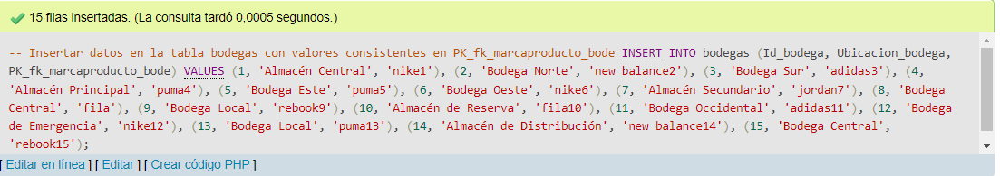 15 filas insertadas. (La consulta tardó 0,0005 segundos.)
-- Insertar datos en la tabla bodegas con valores consistentes en PK_fk_marcaproducto_bode INSERT INTO bodegas (Id_bodega, Ubicacion_bodega,
PK_fk_marcaproducto_bode) VALUES (1, 'Almacén Central', 'nike1'), (2, 'Bodega Norte', 'new balance2'), (3, 'Bodega Sur', 'adidas3'), (4,
'Almacén Principal', 'puma4'), (5, 'Bodega Este', 'puma5'), (6, 'Bodega Oeste', 'nike6'), (7, 'Almacén Secundario', 'jordan7'), (8, 'Bodega
Central', 'fila'), (9, 'Bodega Local', 'rebook9'), (10, 'Almacén de Reserva', 'fila10'), (11, 'Bodega Occidental', 'adidas11'), (12, 'Bodega
de Emergencia', 'nike12'), (13, 'Bodega Local', 'puma13'), (14, 'Almacén de Distribución', 'new balance14'), (15, 'Bodega Central',
'rebook15');
[ Editar en línea ] [ Editar ] [ Crear código PHP ]